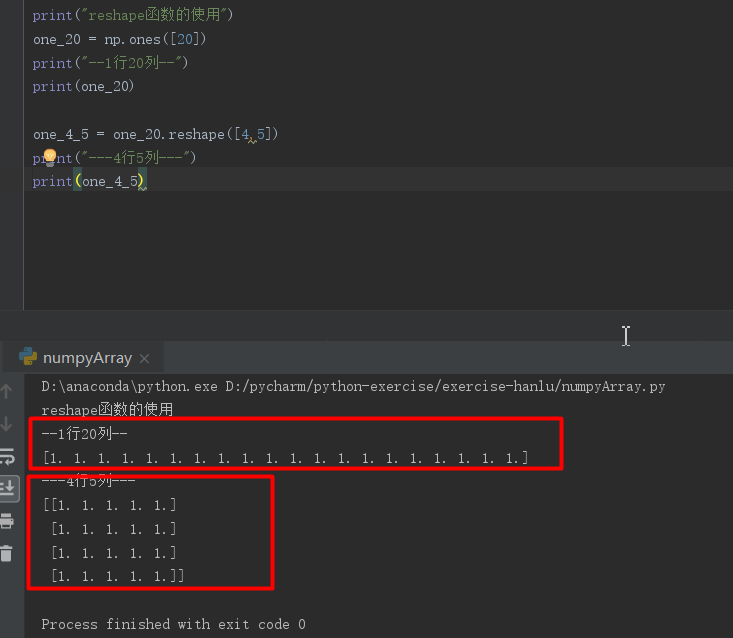 print("reshape函数的使用")
one_20 = np.ones([20])
print("--1行20列--")
print(one_20)
one_4_5 = one_20.reshape([4,5])
print("---4行5列---")
print(one_4_5)
numpyArray
D:\anaconda\python.exe D:/pycharm/python-exercise/exercise-hanlu/numpyArray.py
reshape函数的使用
--1行20列--
[1. 1. 1. 1. 1. 1. 1. 1. 1. 1. 1. 1. 1. 1. 1. 1. 1. 1. 1. 1.]
---4行5列---
[[1. 1. 1. 1. 1.]
[1. 1. 1. 1. 1.]
[1. 1. 1. 1. 1.]
[1. 1. 1. 1. 1.]]
Process finished with exit code 0